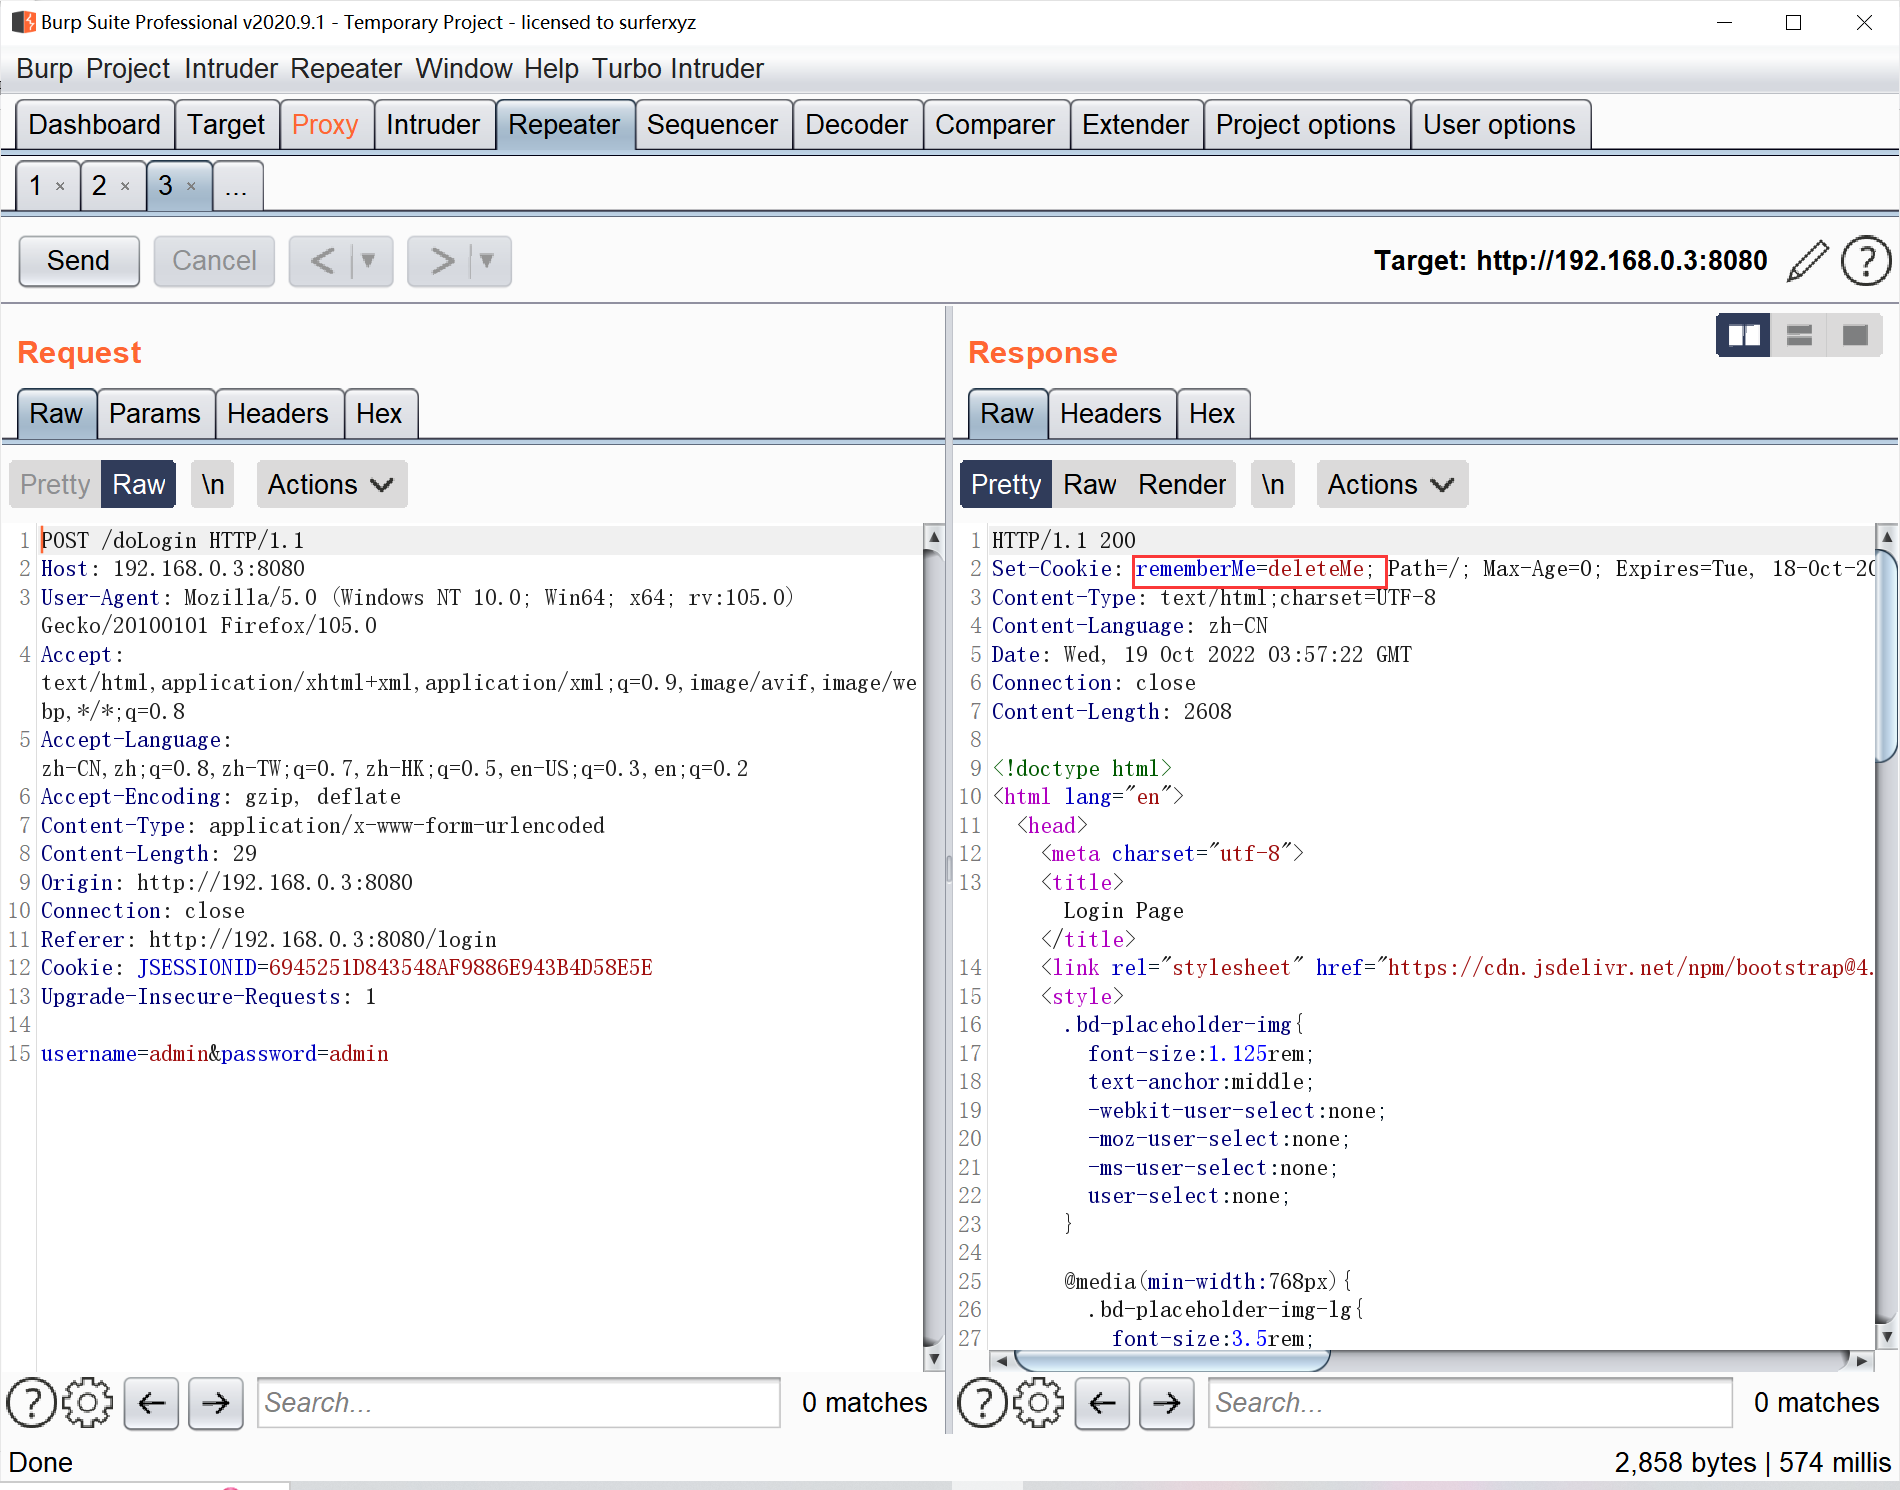 Burp Suite Professional v2020.9.1 - Temporary Project - licensed to surferxyz
Burp Project Intruder Repeater Window Help Turbo Intruder
Dashboard Target Proxy Intruder Repeater Sequencer Decoder Comparer Extender Project options User options
1 × 2 × 3 × ...
Send Cancel < > Target: http://192.168.0.3:8080 ?
Request
Raw Params Headers Hex
Pretty Raw \n Actions
1 POST /doLogin HTTP/1.1
2 Host: 192.168.0.3:8080
3 User-Agent: Mozilla/5.0 (Windows NT 10.0; Win64; x64; rv:105.0)
Gecko/20100101 Firefox/105.0
4 Accept:
text/html,application/xhtml+xml,application/xml;q=0.9,image/avif,image/we
bp,*/*;q=0.8
5 Accept-Language:
zh-CN,zh;q=0.8,zh-TW;q=0.7,zh-HK;q=0.5,en-US;q=0.3,en;q=0.2
6 Accept-Encoding: gzip, deflate
7 Content-Type: application/x-www-form-urlencoded
8 Content-Length: 29
9 Origin: http://192.168.0.3:8080
10 Connection: close
11 Referer: http://192.168.0.3:8080/login
12 Cookie: JSESSIONID=6945251D843548AF9886E943B4D58E5E
13 Upgrade-Insecure-Requests: 1
14
15 username=admin&password=admin
? Search... 0 matches
Response
Raw Headers Hex
Pretty Raw Render \n Actions
1 HTTP/1.1 200
2 Set-Cookie: rememberMe=deleteMe; Path=/; Max-Age=0; Expires=Tue, 18-Oct-20
3 Content-Type: text/html;charset=UTF-8
4 Content-Language: zh-CN
5 Date: Wed, 19 Oct 2022 03:57:22 GMT
6 Connection: close
7 Content-Length: 2608
8
9 <!doctype html>
10 <html lang="en">
11 <head>
12 <meta charset="utf-8">
13 <title>
Login Page
</title>
14 <link rel="stylesheet" href="https://cdn.jsdelivr.net/npm/bootstrap@4.
15 <style>
16 .bd-placeholder-img{
17 font-size:1.125rem;
18 text-anchor:middle;
19 -webkit-user-select:none;
20 -moz-user-select:none;
21 -ms-user-select:none;
22 user-select:none;
23 }
24
25 @media(min-width:768px){
26 .bd-placeholder-img-lg{
27 font-size:3.5rem;
? Search... 0 matches
Done
2,858 bytes | 574 millis